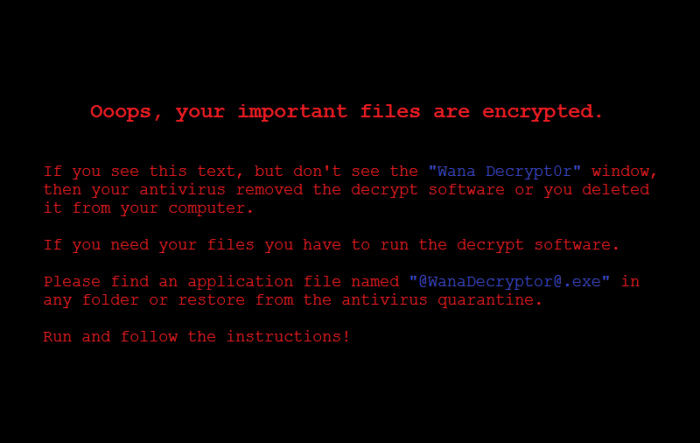 Ooops, your important files are encrypted.
If you see this text, but don't see the "Wana Decrypt0r" window,
then your antivirus removed the decrypt software or you deleted
it from your computer.
If you need your files you have to run the decrypt software.
Please find an application file named "@WanaDecryptor@.exe" in
any folder or restore from the antivirus quarantine.
Run and follow the instructions!